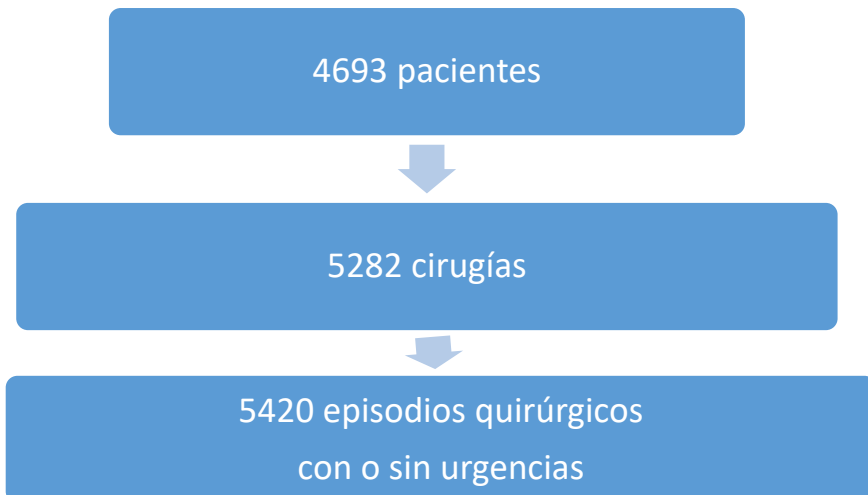 4693 pacientes
5282 cirugías
5420 episodios quirúrgicos
con o sin urgencias